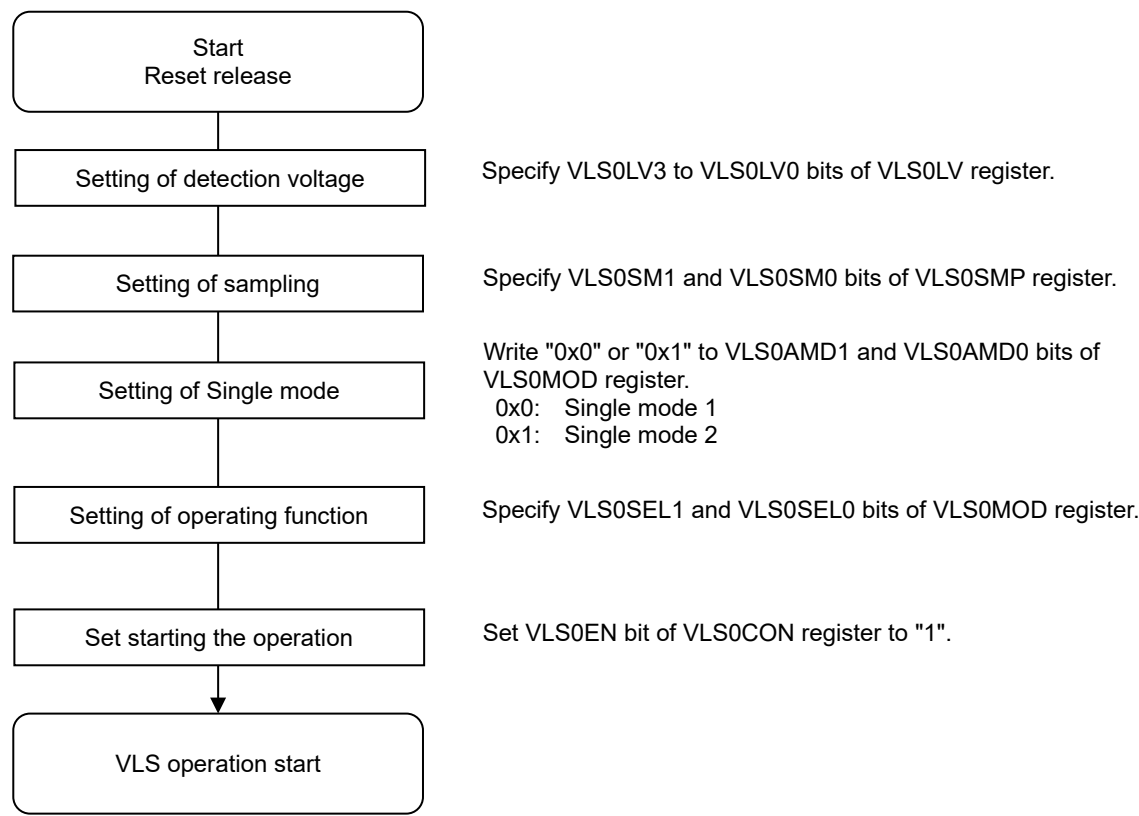 Start
Reset release
Setting of detection voltage
Specify VLS0LV3 to VLS0LV0 bits of VLS0LV register.
Setting of sampling
Specify VLS0SM1 and VLS0SM0 bits of VLS0SMP register.
Setting of Single mode
Write "0x0" or "0x1" to VLS0AMD1 and VLS0AMD0 bits of
VLS0MOD register.
0x0: Single mode 1
0x1: Single mode 2
Setting of operating function
Specify VLS0SEL1 and VLS0SEL0 bits of VLS0MOD register.
Set starting the operation
Set VLS0EN bit of VLS0CON register to "1".
VLS operation start